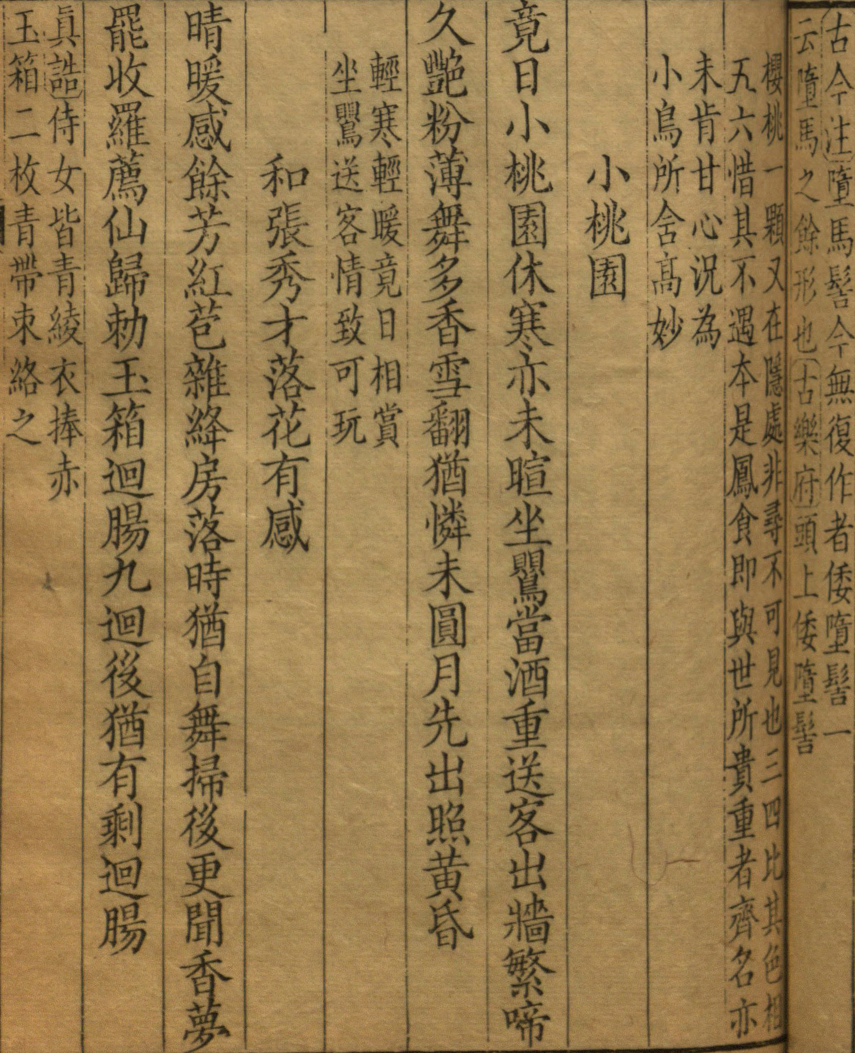 古今注墮馬髻今無復作者倭墮髻一
云墮馬之餘形也古樂府頭上倭墮髻
櫻桃一顆又在隱處非尋不可見也三四比其色相
五六惜其不遇本是鳳食即與世所貴重者齊名亦
未肯甘心況為
小鳥所舍髙妙
小桃園
竟日小桃園休寒亦未暄坐鸎當酒重送客出牆繁啼
久艷粉薄舞多香雪翻猶憐未圓月先出照黃昏
輕寒輕暖竟日相賞
坐鸎送客情致可玩
和張秀才落花有感
晴暖感餘芳紅苞雜絳房落時猶自舞掃後更聞香夢
罷收羅薦仙歸勅玉箱迴腸九迴後猶有剩迴腸
真誥侍女皆青綾衣捧赤
玉箱二枚青帶束絡之